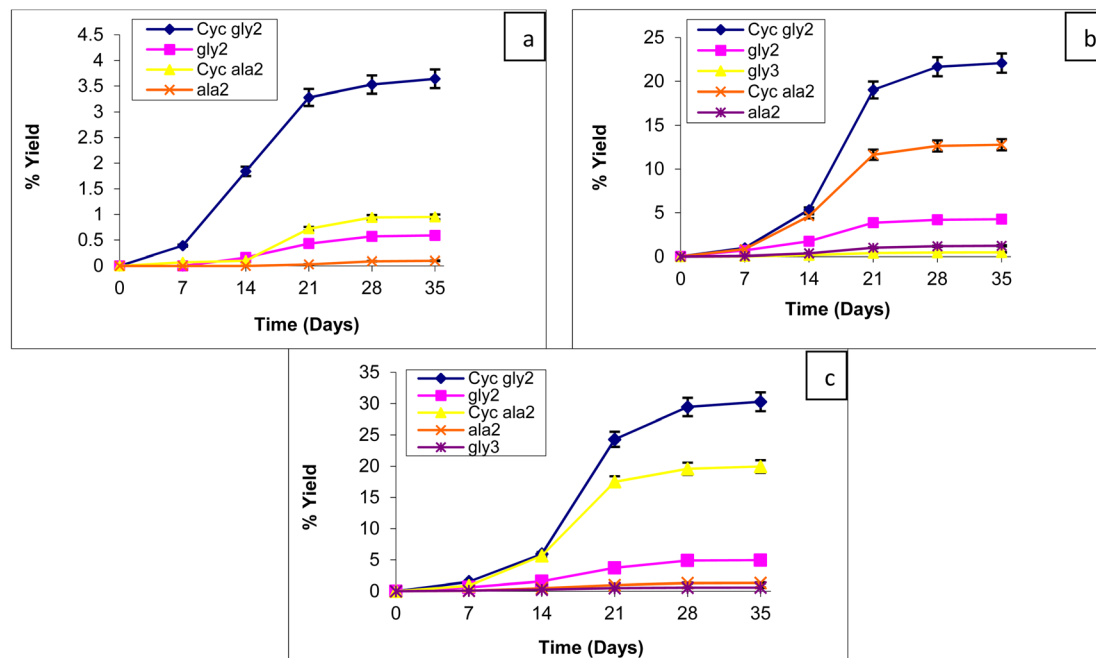 a
Cyc gly2
gly2
Cyc ala2
ala2
4.5
4
3.5
3
2.5
2
1.5
1
0.5
0
% Yield
0 7 14 21 28 35
Time (Days)
b
Cyc gly2
gly2
gly3
Cyc ala2
ala2
25
20
15
10
5
0
% Yield
0 7 14 21 28 35
Time (Days)
c
Cyc gly2
gly2
Cyc ala2
ala2
gly3
35
30
25
20
15
10
5
0
% Yield
0 7 14 21 28 35
Time (Days)